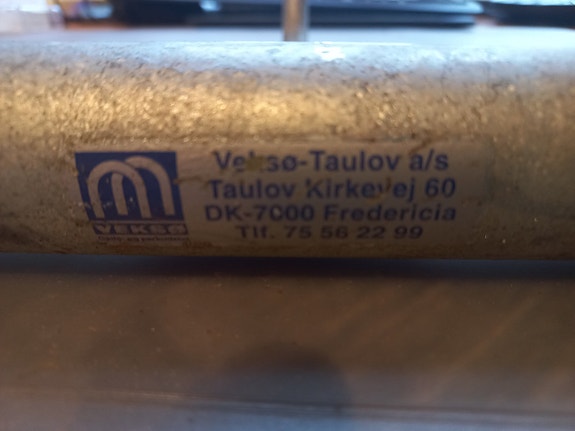 VEKSØ
Veksø-Taulov a/s
Taulov Kirkevej 60
DK-7000 Fredericia
Tlf. 75 56 22 99